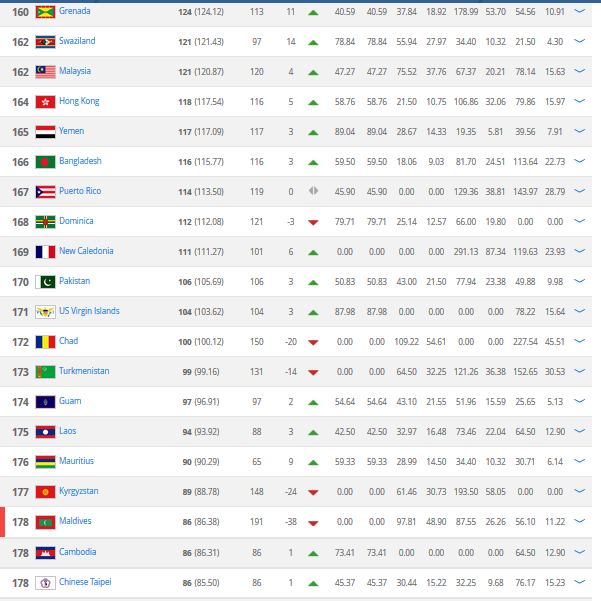 160 Grenada 124 (124.12) 113 11 40.59 40.59 37.84 18.92 178.99 53.70 54.56 10.91
162 Swaziland 121 (121.43) 97 14 78.84 78.84 55.94 27.97 34.40 10.32 21.50 4.30
162 Malaysia 121 (120.87) 120 4 47.27 47.27 75.52 37.76 67.37 20.21 78.14 15.63
164 Hong Kong 118 (117.54) 116 5 58.76 58.76 21.50 10.75 106.86 32.06 79.86 15.97
165 Yemen 117 (117.09) 117 3 89.04 89.04 28.67 14.33 19.35 5.81 39.56 7.91
166 Bangladesh 116 (115.77) 116 3 59.50 59.50 18.06 9.03 81.70 24.51 113.64 22.73
167 Puerto Rico 114 (113.50) 119 0 45.90 45.90 0.00 0.00 129.36 38.81 143.97 28.79
168 Dominica 112 (112.08) 121 -3 79.71 79.71 25.14 12.57 66.00 19.80 0.00 0.00
169 New Caledonia 111 (111.27) 101 6 0.00 0.00 0.00 0.00 291.13 87.34 119.63 23.93
170 Pakistan 106 (105.69) 106 3 50.83 50.83 43.00 21.50 77.94 23.38 49.88 9.98
171 US Virgin Islands 104 (103.62) 104 3 87.98 87.98 0.00 0.00 0.00 0.00 78.22 15.64
172 Chad 100 (100.12) 150 -20 0.00 0.00 109.22 54.61 0.00 0.00 227.54 45.51
173 Turkmenistan 99 (99.16) 131 -14 0.00 0.00 64.50 32.25 121.26 36.38 152.65 30.53
174 Guam 97 (96.91) 97 2 54.64 54.64 43.10 21.55 51.96 15.59 25.65 5.13
175 Laos 94 (93.92) 88 3 42.50 42.50 32.97 16.48 73.46 22.04 64.50 12.90
176 Mauritius 90 (90.29) 65 9 59.33 59.33 28.99 14.50 34.40 10.32 30.71 6.14
177 Kyrgyzstan 89 (88.78) 148 -24 0.00 0.00 61.46 30.73 193.50 58.05 0.00 0.00
178 Maldives 86 (86.38) 191 -38 0.00 0.00 97.81 48.90 87.55 26.26 56.10 11.22
178 Cambodia 86 (86.31) 86 1 73.41 73.41 0.00 0.00 0.00 0.00 64.50 12.90
178 Chinese Taipei 86 (85.50) 86 1 45.37 45.37 30.44 15.22 32.25 9.68 76.17 15.23